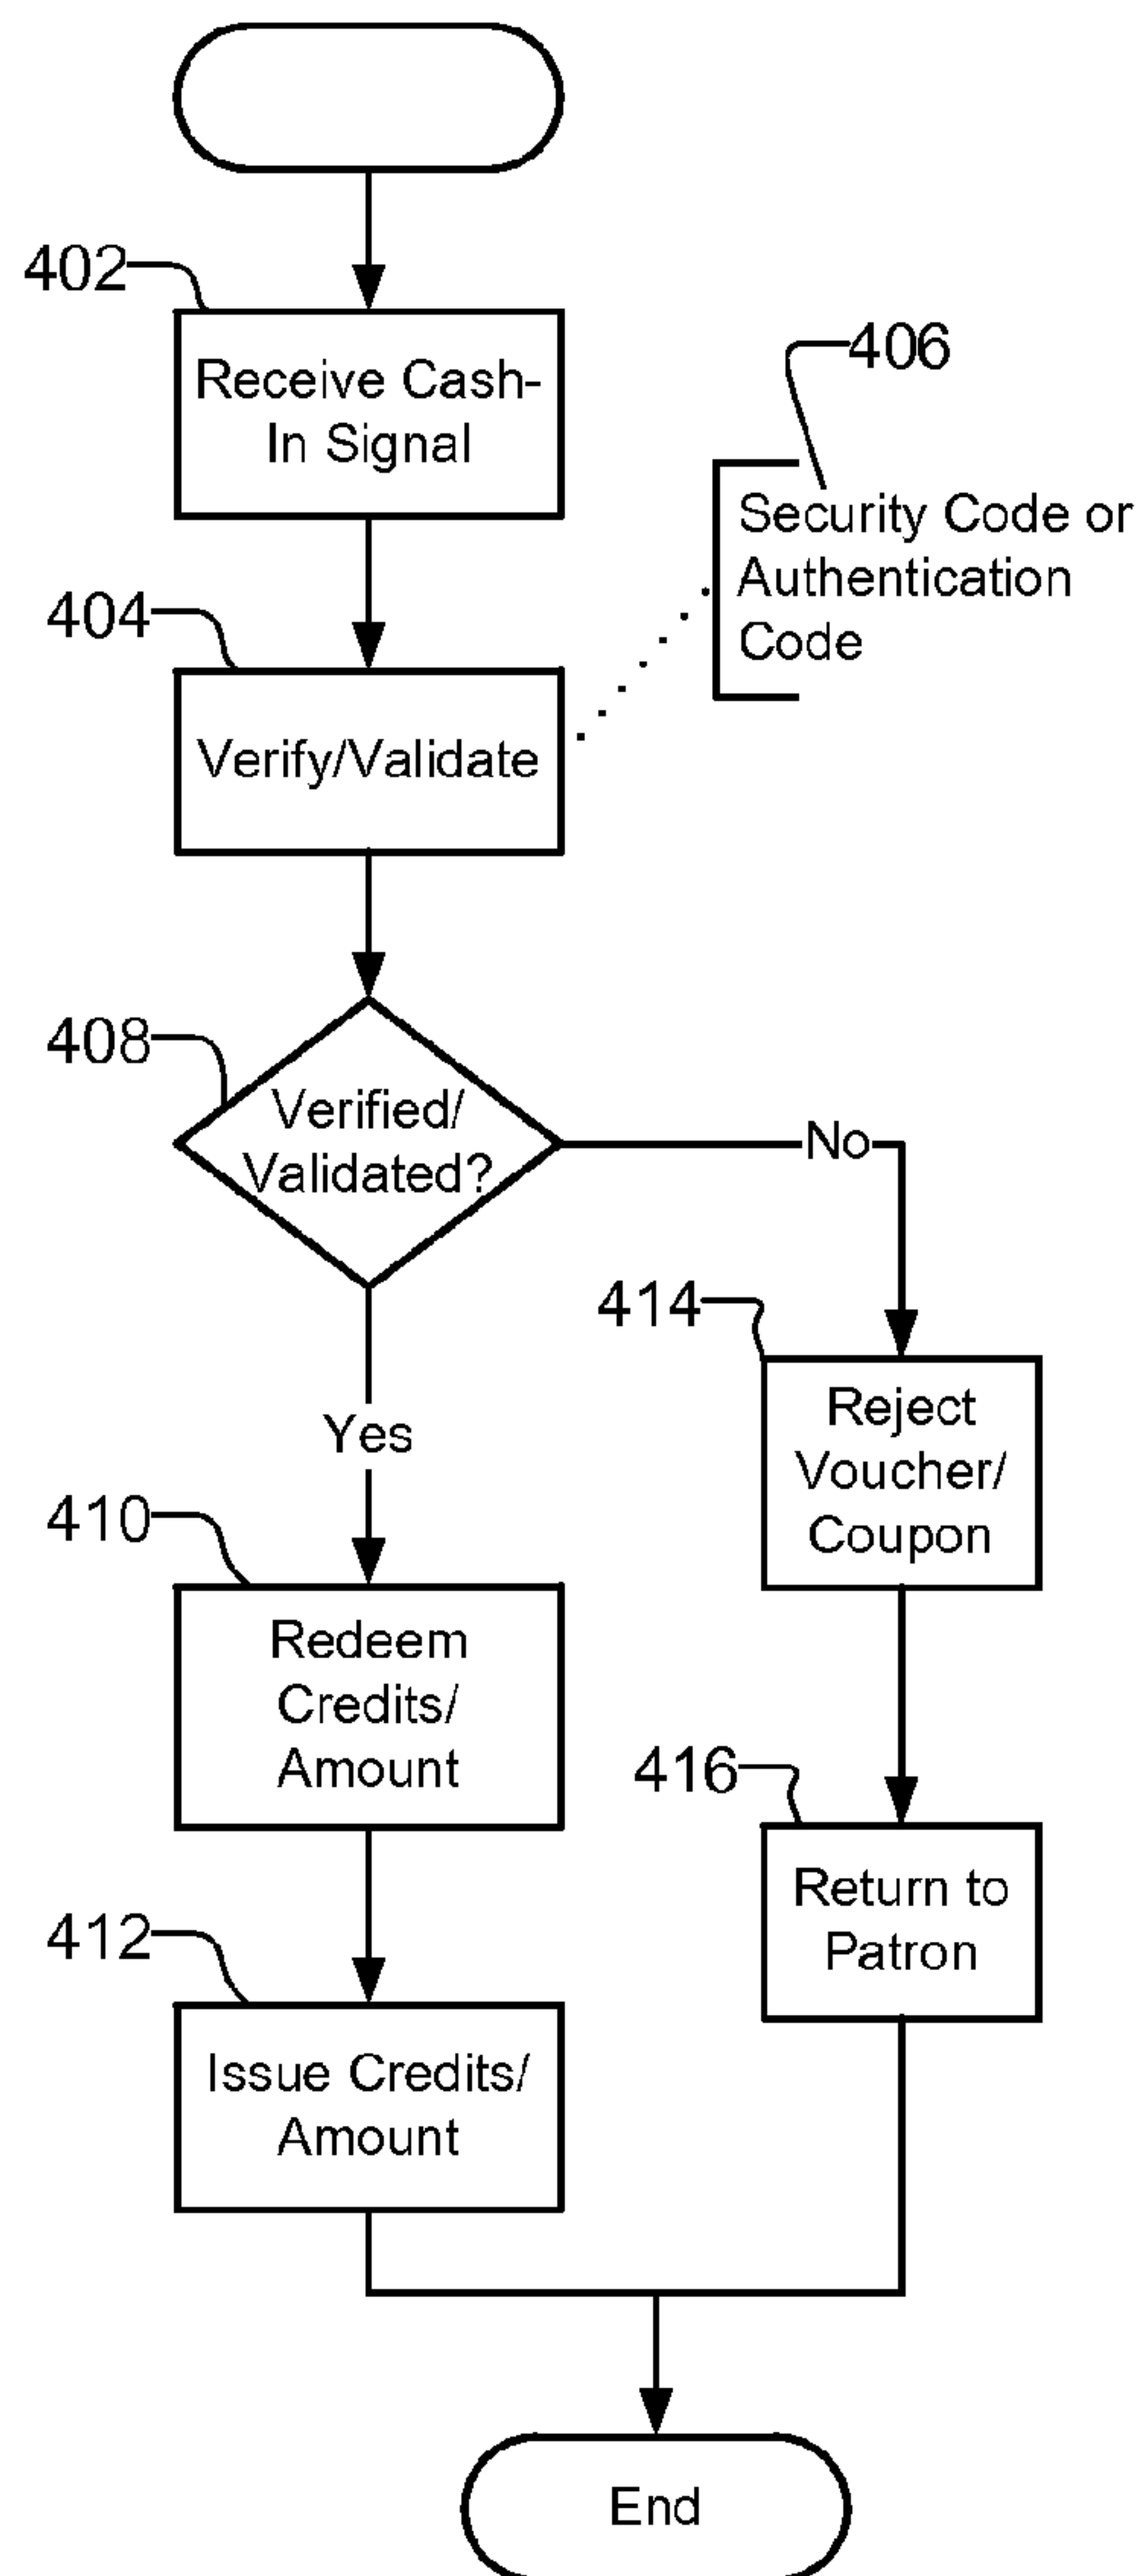 402
Receive Cash-
In Signal
406
Security Code or
Authentication
Code
404
Verify/Validate
408
Verified/
Validated?
No
Yes
414
Reject
Voucher/
Coupon
410
Redeem
Credits/
Amount
416
Return to
Patron
412
Issue Credits/
Amount
End